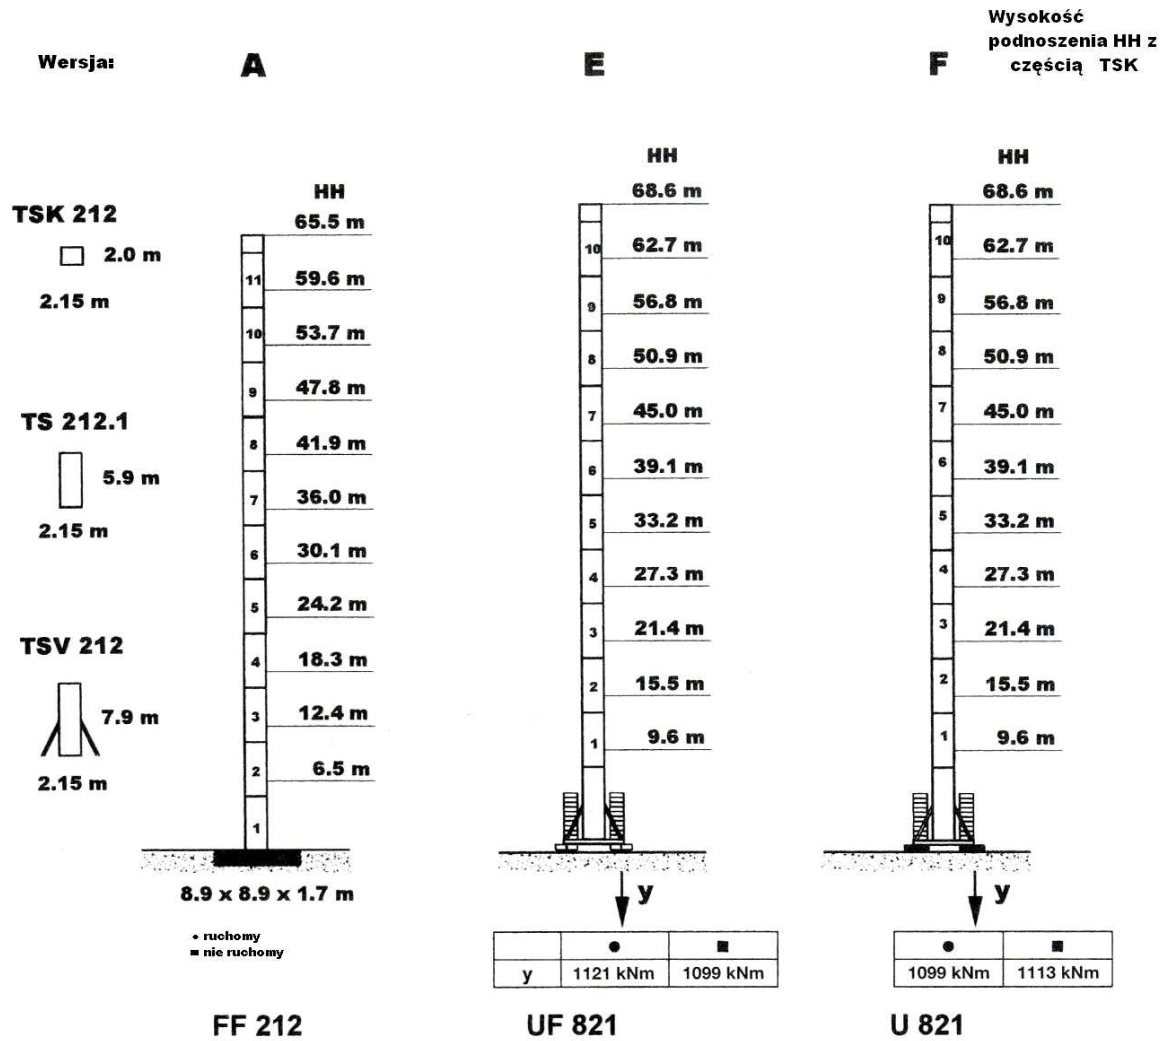 Wersja:
A
E
F
Wysokość
podnoszenia HH z
częścią TSK
TSK 212
2.0 m
2.15 m
TS 212.1
5.9 m
2.15 m
TSV 212
7.9 m
2.15 m
HH
65.5 m
11
59.6 m
10
53.7 m
9
47.8 m
8
41.9 m
7
36.0 m
6
30.1 m
5
24.2 m
4
18.3 m
3
12.4 m
2
6.5 m
1
8.9 x 8.9 x 1.7 m
ruchomy
nie ruchomy
FF 212
HH
68.6 m
10
62.7 m
9
56.8 m
8
50.9 m
7
45.0 m
6
39.1 m
5
33.2 m
4
27.3 m
3
21.4 m
2
15.5 m
1
9.6 m
y
y 1121 kNm 1099 kNm
UF 821
HH
68.6 m
10
62.7 m
9
56.8 m
8
50.9 m
7
45.0 m
6
39.1 m
5
33.2 m
4
27.3 m
3
21.4 m
2
15.5 m
1
9.6 m
y
1099 kNm 1113 kNm
U 821